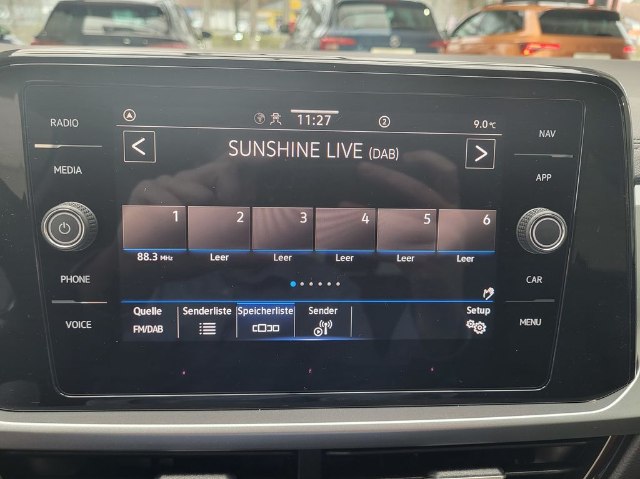 RADIO
MEDIA
PHONE
VOICE
11:27
2
9.0 °C
< SUNSHINE LIVE (DAB) >
1 2 3 4 5 6
88.3 MHz Leer Leer Leer Leer Leer
Quelle Senderliste Speicherliste Sender Setup
FM/DAB
NAV
APP
CAR
MENU